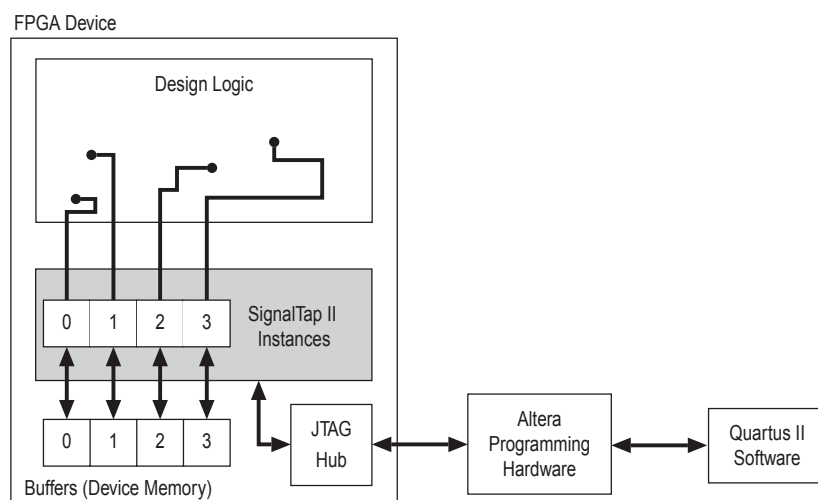 FPGA Device
Design Logic
0 1 2 3
SignalTap II
Instances
0 1 2 3
Buffers (Device Memory)
JTAG
Hub
Altera
Programming
Hardware
Quartus II
Software